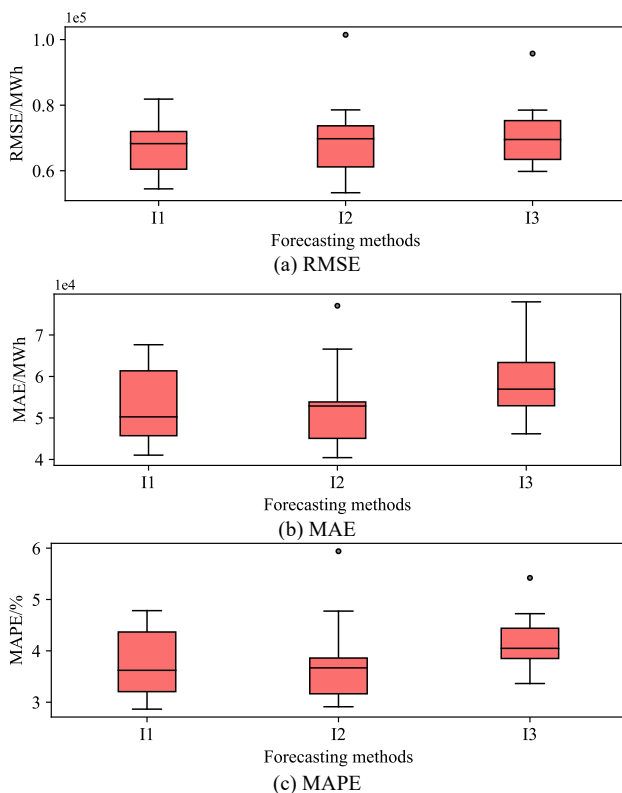 1e5
1.0
0.8
0.6
RMSE/MWh
I1 I2 I3
Forecasting methods
(a) RMSE
1e4
7
6
5
4
MAE/MWh
I1 I2 I3
Forecasting methods
(b) MAE
6
5
4
3
MAPE/%
I1 I2 I3
Forecasting methods
(c) MAPE